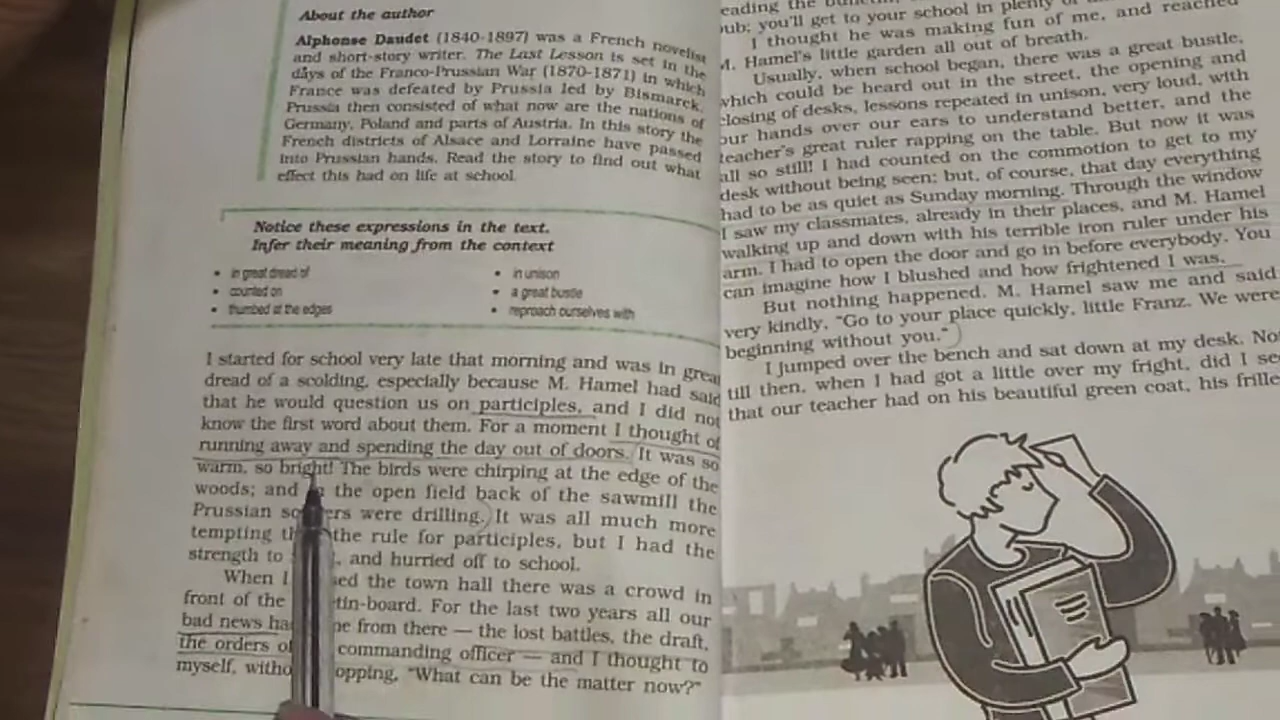 About the author
Alphonse Daudet (1840-1897) was a French novelist
and short-story writer. The Last Lesson is set in the
days of the Franco-Prussian War (1870-1871) in which
France was defeated by Prussia led by Bismarck.
Prussia then consisted of what now are the nations of
Germany, Poland and parts of Austria. In this story the
French districts of Alsace and Lorraine have passed
into Prussian hands. Read the story to find out what
effect this had on life at school.
Notice these expressions in the text.
Infer their meaning from the context
• in great dread of
• counted on
• thumbed at the edges
• in unison
• a great bustle
• reproach ourselves with
I started for school very late that morning and was in great
dread of a scolding, especially because M. Hamel had said
that he would question us on participles, and I did not
know the first word about them. For a moment I thought of
running away and spending the day out of doors. It was so
warm, so bright! The birds were chirping at the edge of the
woods; and the open field back of the sawmill the
Prussian were drilling. It was all much more
tempting the rule for participles, but I had the
strength to , and hurried off to school.
When I the town hall there was a crowd in
front of the For the last two years all our
bad news from there — the lost battles, the draft,
the orders commanding officer — and I thought to
myself, "What can be the matter now?"
you'll get to your school in plenty
I thought he was making fun of me, and reached
M. Hamel's little garden all out of breath.
Usually, when school began, there was a great bustle,
which could be heard out in the street, the opening and
closing of desks, lessons repeated in unison, very loud, with
our hands over our ears to understand better, and the
teacher's great ruler rapping on the table. But now it was
all so still! I had counted on the commotion to get to my
desk without being seen; but, of course, that day everything
had to be as quiet as Sunday morning. Through the window
I saw my classmates, already in their places, and M. Hamel
walking up and down with his terrible iron ruler under his
arm. I had to open the door and go in before everybody. You
can imagine how I blushed and how frightened I was.
But nothing happened. M. Hamel saw me and said
very kindly, "Go to your place quickly, little Franz. We were
beginning without you."
I jumped over the bench and sat down at my desk. No
till then, when I had got a little over my fright, did I se
that our teacher had on his beautiful green coat, his frille